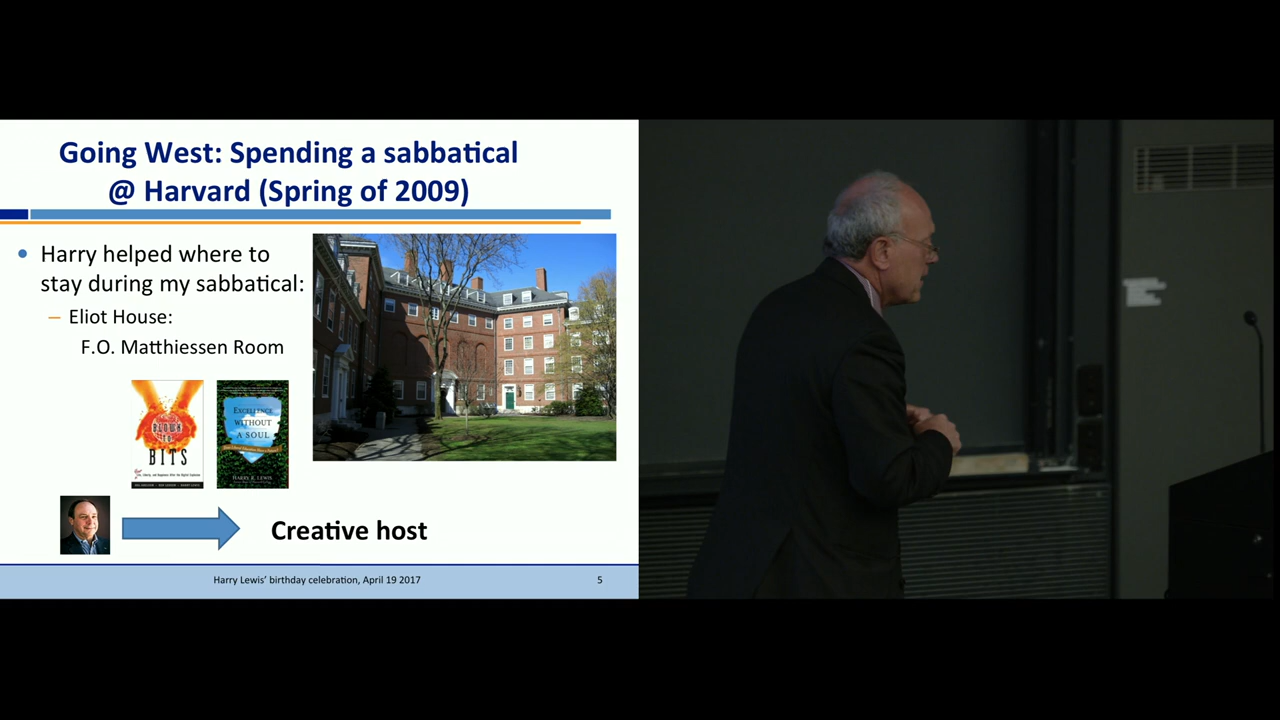 Going West: Spending a sabbatical
@ Harvard (Spring of 2009)
• Harry helped where to
stay during my sabbatical:
– Eliot House:
F.O. Matthiessen Room
BLOWN
TO
BITS
EXCELLENCE
WITHOUT
A SOUL
HARRY R. LEWIS
Creative host
Harry Lewis' birthday celebration, April 19 2017
5